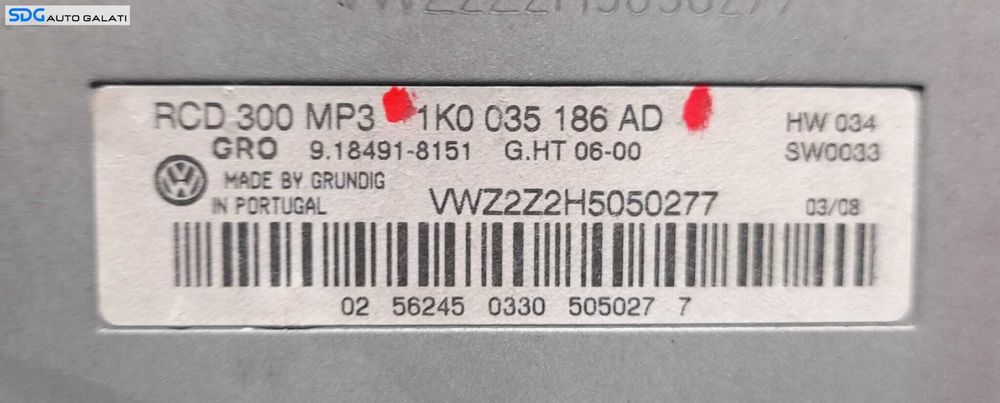 SDG AUTO GALATI
VWZ2Z2H5050277
RCD 300 MP3 1K0 035 186 AD HW 034
GRO 9.18491-8151 G.HT 06-00 SW0033
MADE BY GRUNDIG
IN PORTUGAL VWZ2Z2H5050277 03/08
02 56245 0330 505027 7